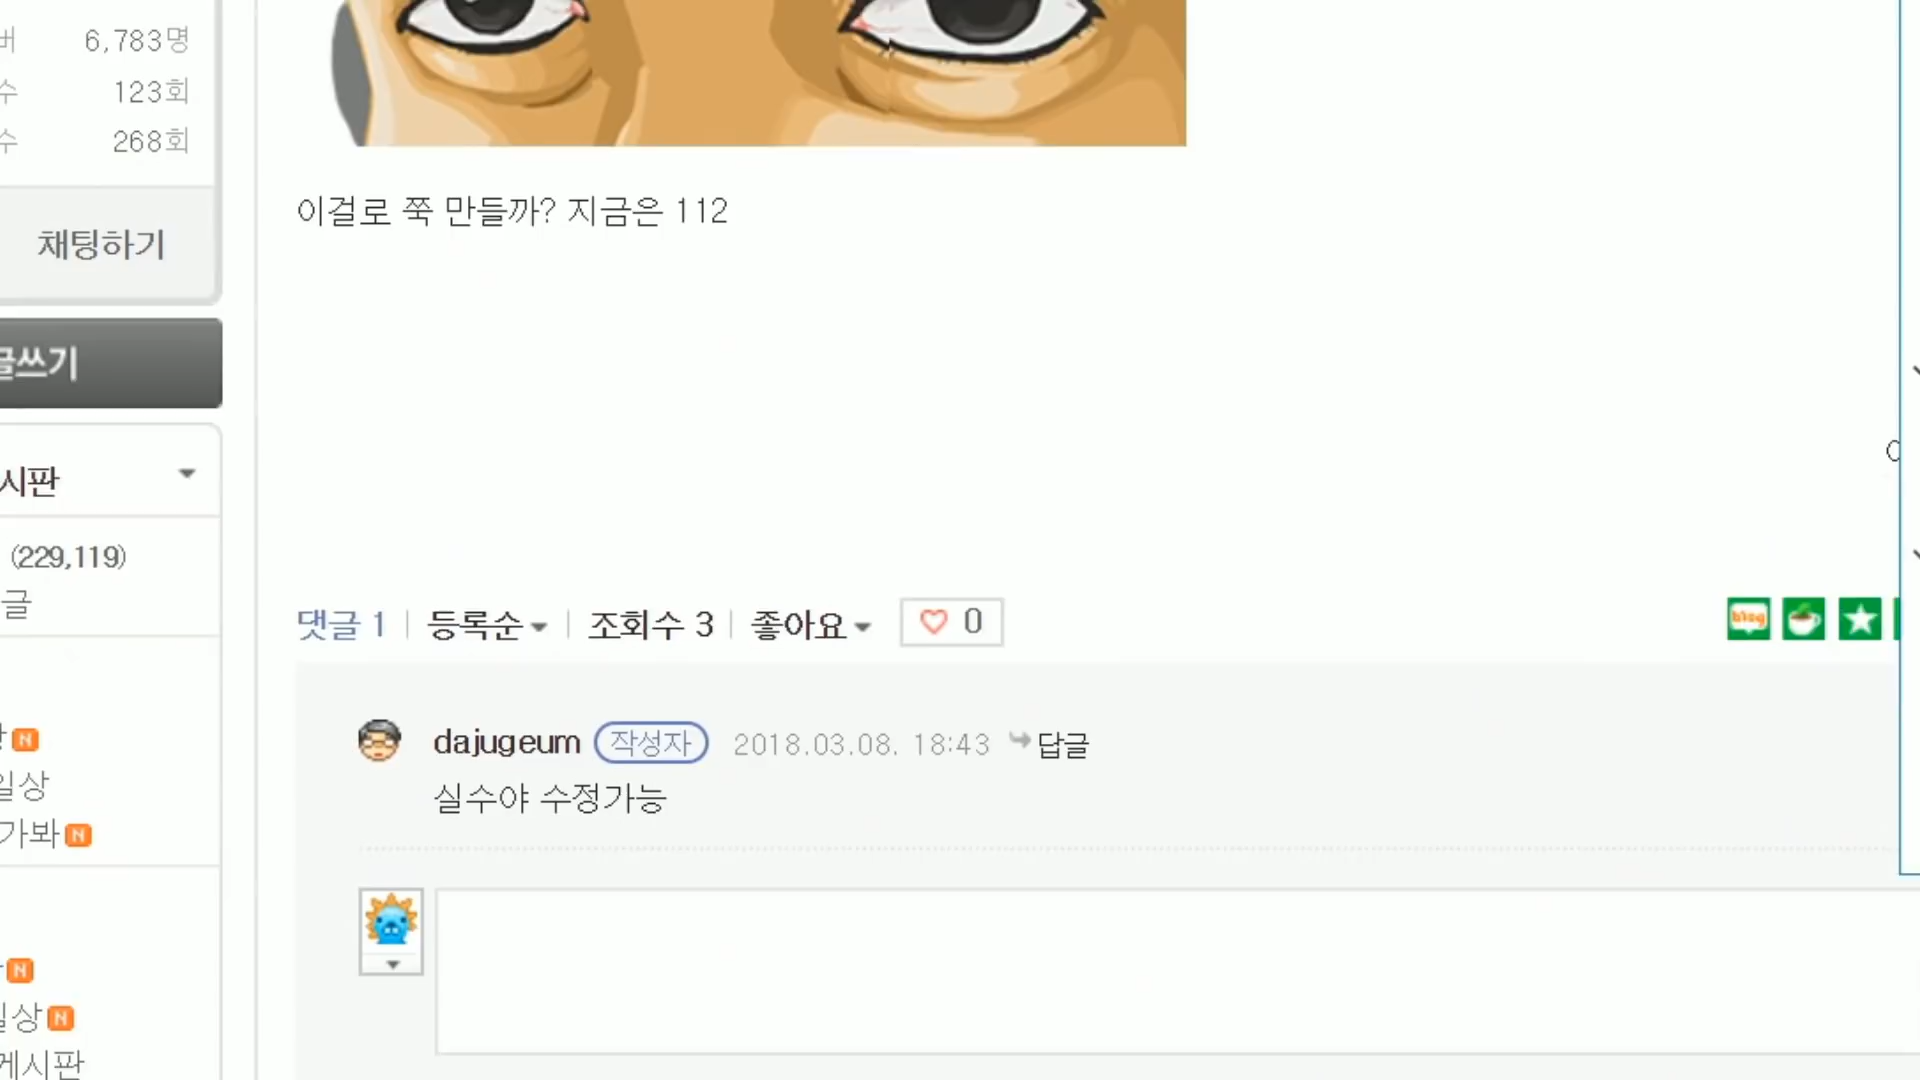 6,783명
123회
수
268회
수
채팅하기
글쓰기
시판
(229,119)
글
일상
가봐 N
N
일상 N
게시판
이걸로 쭉 만들까? 지금은 112
댓글 1 등록순 조회수 3 좋아요 0
blog
dajugeum 작성자 2018.03.08. 18:43 답글
실수야 수정가능